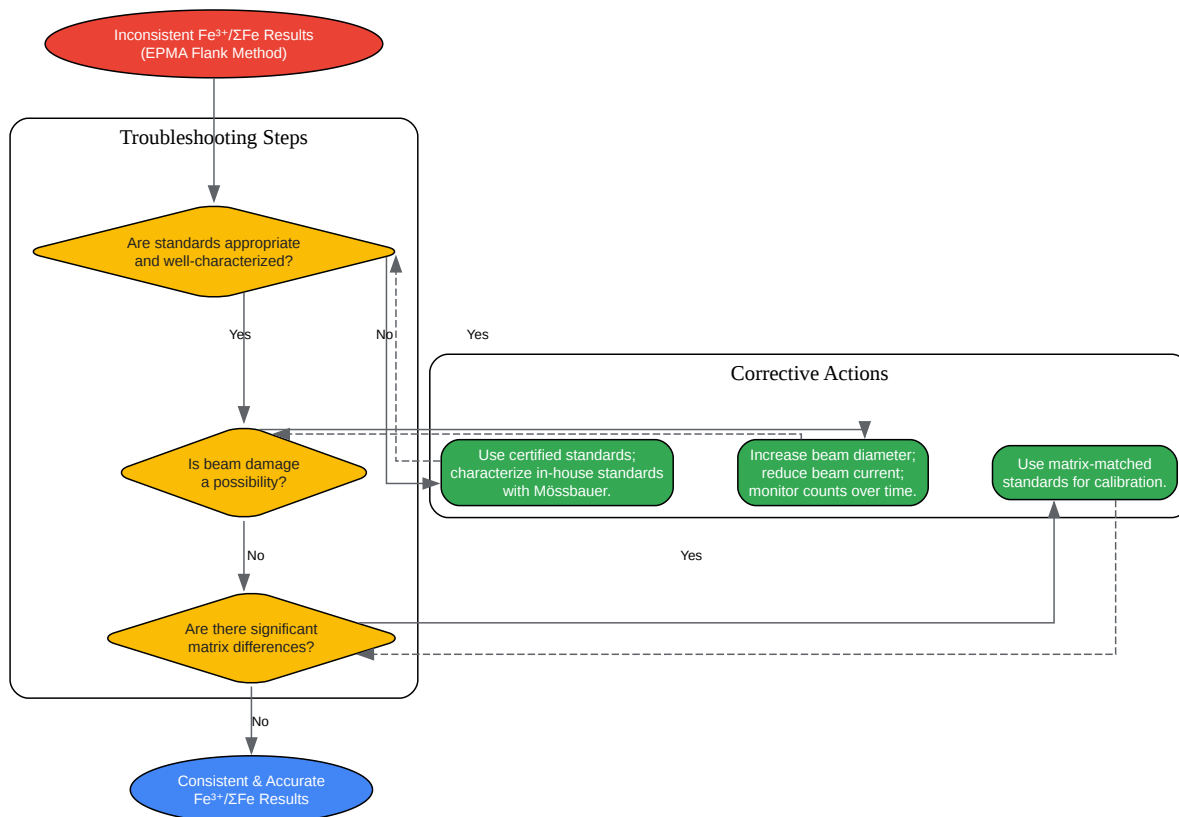 Inconsistent Fe³⁺/ΣFe Results
(EPMA Flank Method)
Troubleshooting Steps
Are standards appropriate
and well-characterized?
Yes
No
Yes
Corrective Actions
Is beam damage
a possibility?
Use certified standards;
characterize in-house standards
with Mössbauer.
Increase beam diameter;
reduce beam current;
monitor counts over time.
Use matrix-matched
standards for calibration.
No
Yes
Are there significant
matrix differences?
No
Consistent & Accurate
Fe³⁺/ΣFe Results